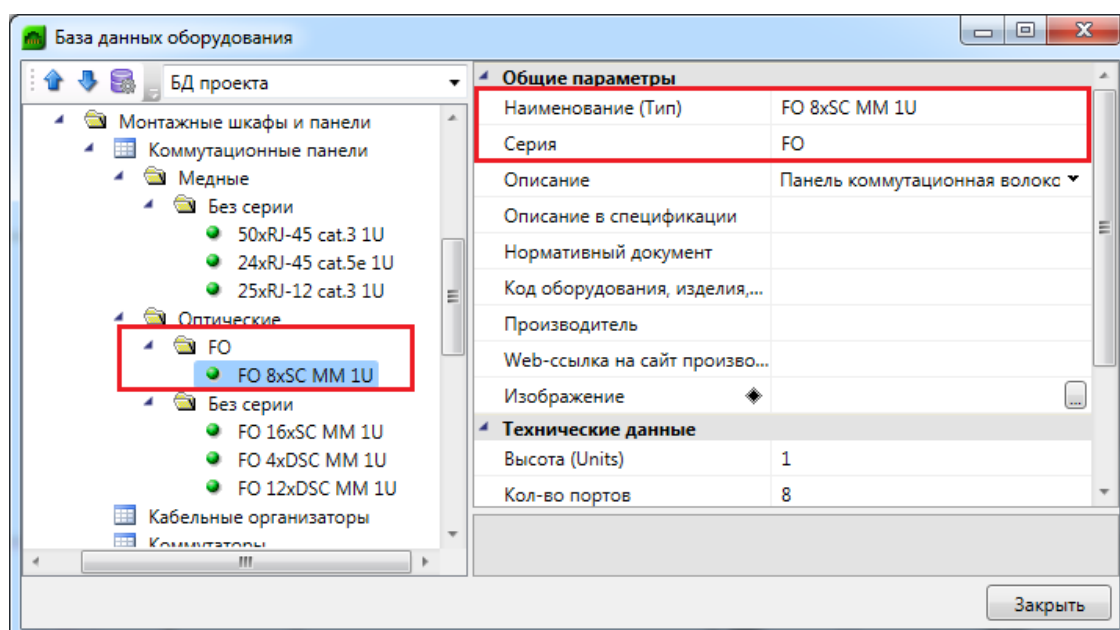 База данных оборудования
БД проекта
Монтажные шкафы и панели
Коммутационные панели
Медные
Без серии
50xRJ-45 cat.3 1U
24xRJ-45 cat.5e 1U
25xRJ-12 cat.3 1U
Оптические
FO
FO 8xSC MM 1U
Без серии
FO 16xSC MM 1U
FO 4xDSC MM 1U
FO 12xDSC MM 1U
Кабельные организаторы
Коммутаторы
Общие параметры
Наименование (Тип) FO 8xSC MM 1U
Серия FO
Описание Панель коммутационная волокс
Описание в спецификации
Нормативный документ
Код оборудования, изделия,...
Производитель
Web-ссылка на сайт произво...
Изображение ...
Технические данные
Высота (Units) 1
Кол-во портов 8
Закрыть